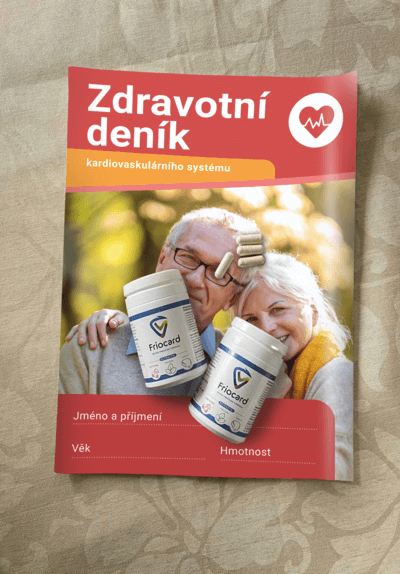 Zdravotní
deník
kardiovaskulárního systému
Friocard
Friocard
Jméno a příjmení
Věk
Hmotnost